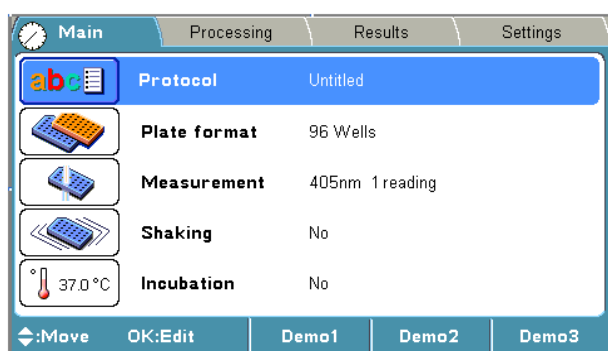 Main Processing Results Settings
abc Protocol Untitled
Plate format 96 Wells
Measurement 405nm 1 reading
Shaking No
37.0 °C Incubation No
:Move OK:Edit Demo1 Demo2 Demo3